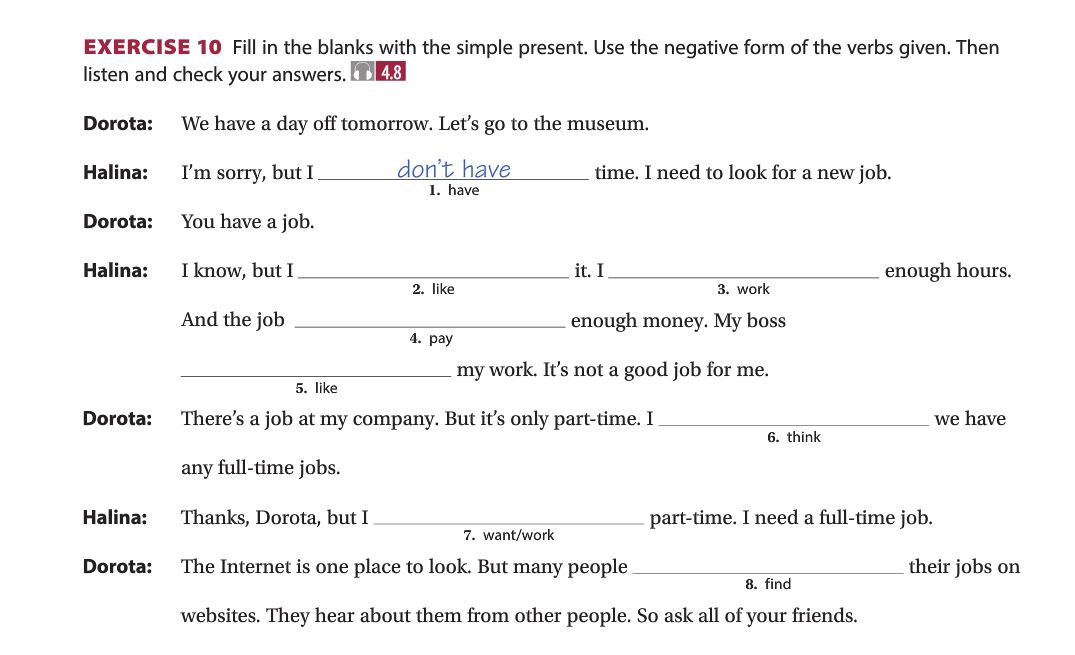 EXERCISE 10 Fill in the blanks with the simple present. Use the negative form of the verbs given. Then
listen and check your answers. 4.8
Dorota: We have a day off tomorrow. Let’s go to the museum.
Halina: I’m sorry, but I don’t have time. I need to look for a new job.
1. have
Dorota: You have a job.
Halina: I know, but I ____ it. I ____ enough hours.
2. like 3. work
And the job ____ enough money. My boss
4. pay
____ my work. It’s not a good job for me.
5. like
Dorota: There’s a job at my company. But it’s only part-time. I ____ we have
6. think
any full-time jobs.
Halina: Thanks, Dorota, but I ____ part-time. I need a full-time job.
7. want/work
Dorota: The Internet is one place to look. But many people ____ their jobs on
8. find
websites. They hear about them from other people. So ask all of your friends.